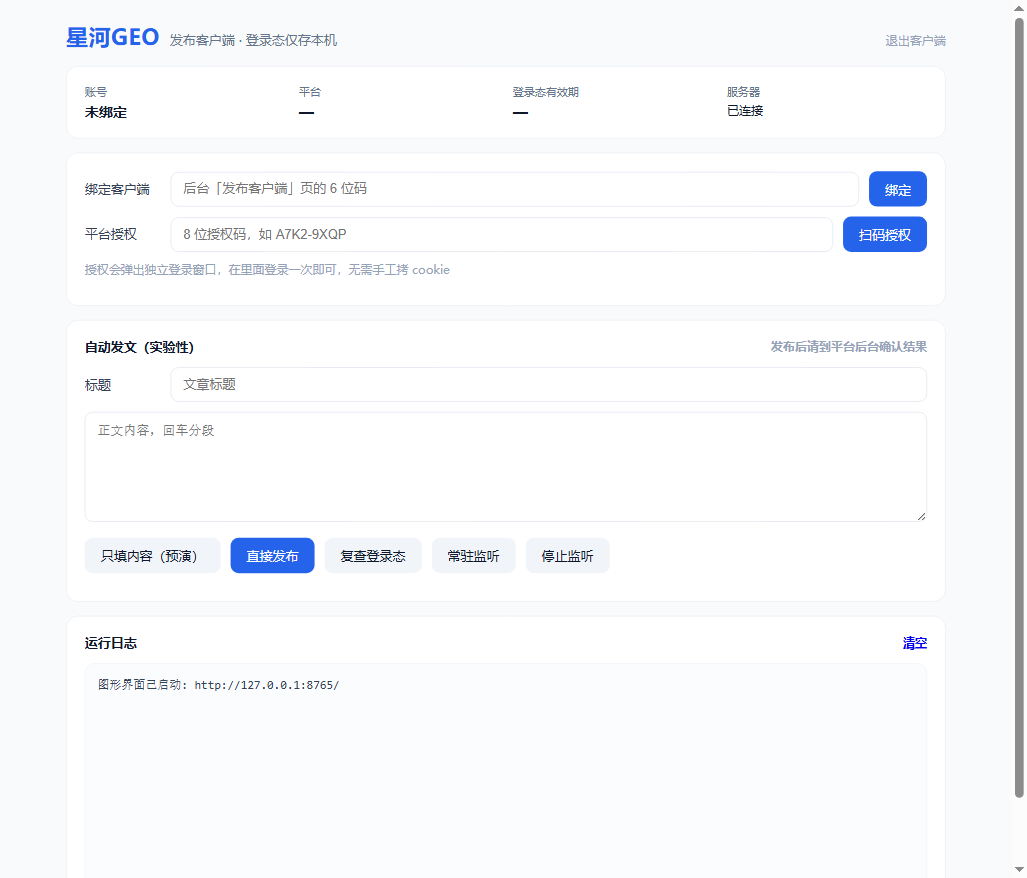 星河GEO 发布客户端 · 登录态仅存本机 退出客户端
账号 平台 登录态有效期 服务器
未绑定 — — 已连接
绑定客户端 后台「发布客户端」页的 6 位码 绑定
平台授权 8 位授权码，如 A7K2-9XQP 扫码授权
授权会弹出独立登录窗口，在里面登录一次即可，无需手工拷 cookie
自动发文（实验性） 发布后请到平台后台确认结果
标题 文章标题
正文内容，回车分段
只填内容（预演） 直接发布 复查登录态 常驻监听 停止监听
运行日志 清空
图形界面已启动: http://127.0.0.1:8765/